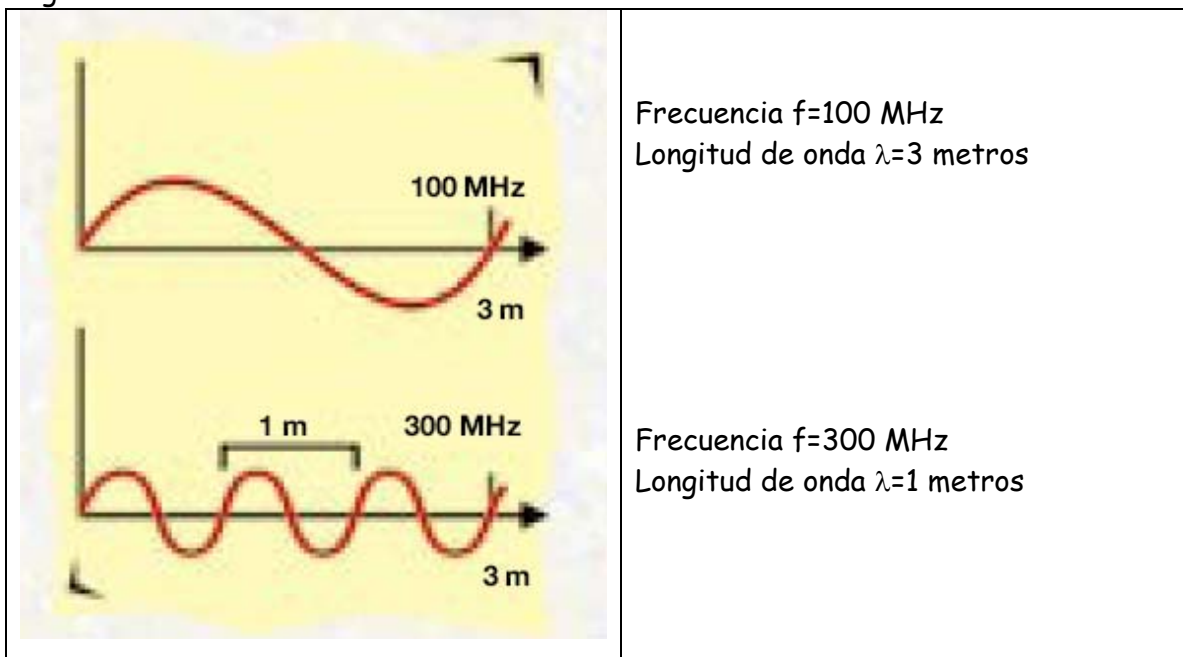 100 MHz
3 m
1 m
300 MHz
3 m
Frecuencia f=100 MHz
Longitud de onda λ=3 metros
Frecuencia f=300 MHz
Longitud de onda λ=1 metros